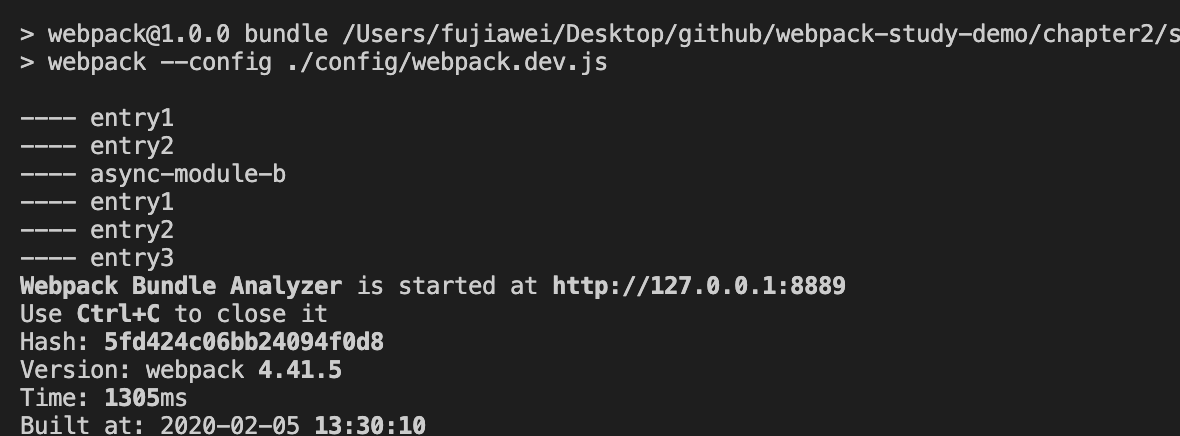 > webpack@1.0.0 bundle /Users/fujiawei/Desktop/github/webpack-study-demo/chapter2/s
> webpack --config ./config/webpack.dev.js
---- entry1
---- entry2
---- async-module-b
---- entry1
---- entry2
---- entry3
Webpack Bundle Analyzer is started at http://127.0.0.1:8889
Use Ctrl+C to close it
Hash: 5fd424c06bb24094f0d8
Version: webpack 4.41.5
Time: 1305ms
Built at: 2020-02-05 13:30:10